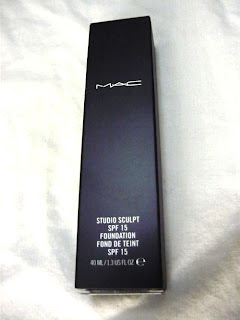 MAC
STUDIO SCULPT
SPF 15
FOUNDATION
FOND DE TEINT
SPF 15
40 ML / 1.3 US FL OZ e